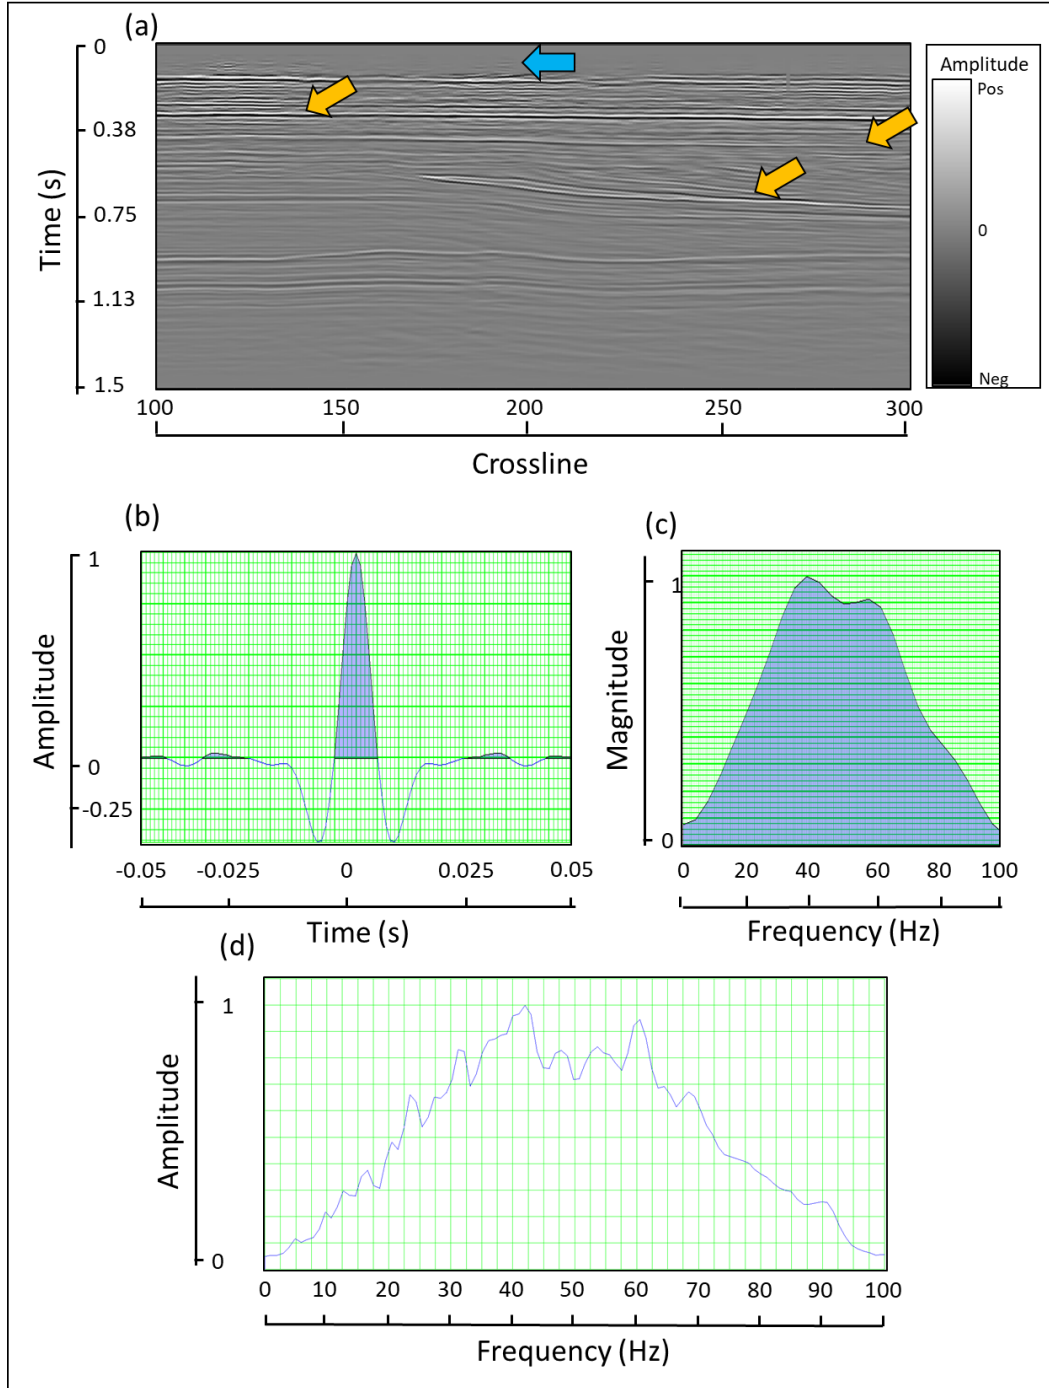 (a)
0
0.38
0.75
1.13
1.5
Time (s)
100 150 200 250 300
Crossline
Amplitude
Pos
0
Neg
(b)
1
0
-0.25
Amplitude
-0.05 -0.025 0 0.025 0.05
Time (s)
(c)
1
0
Magnitude
0 20 40 60 80 100
Frequency (Hz)
(d)
1
0
Amplitude
0 10 20 30 40 50 60 70 80 90 100
Frequency (Hz)